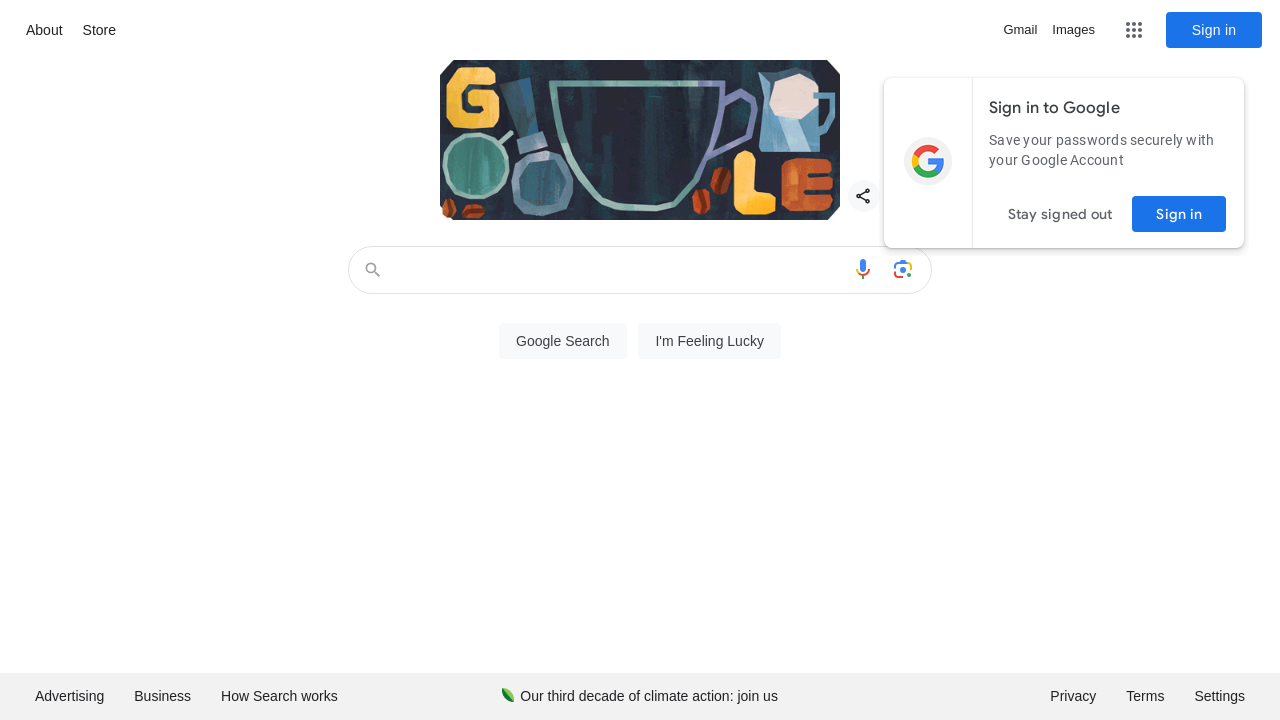 About Store Gmail Images Sign in
GOOGLE
Sign in to Google
Save your passwords securely with
your Google Account
Stay signed out Sign in
Google Search I'm Feeling Lucky
Advertising Business How Search works Our third decade of climate action: join us Privacy Terms Settings